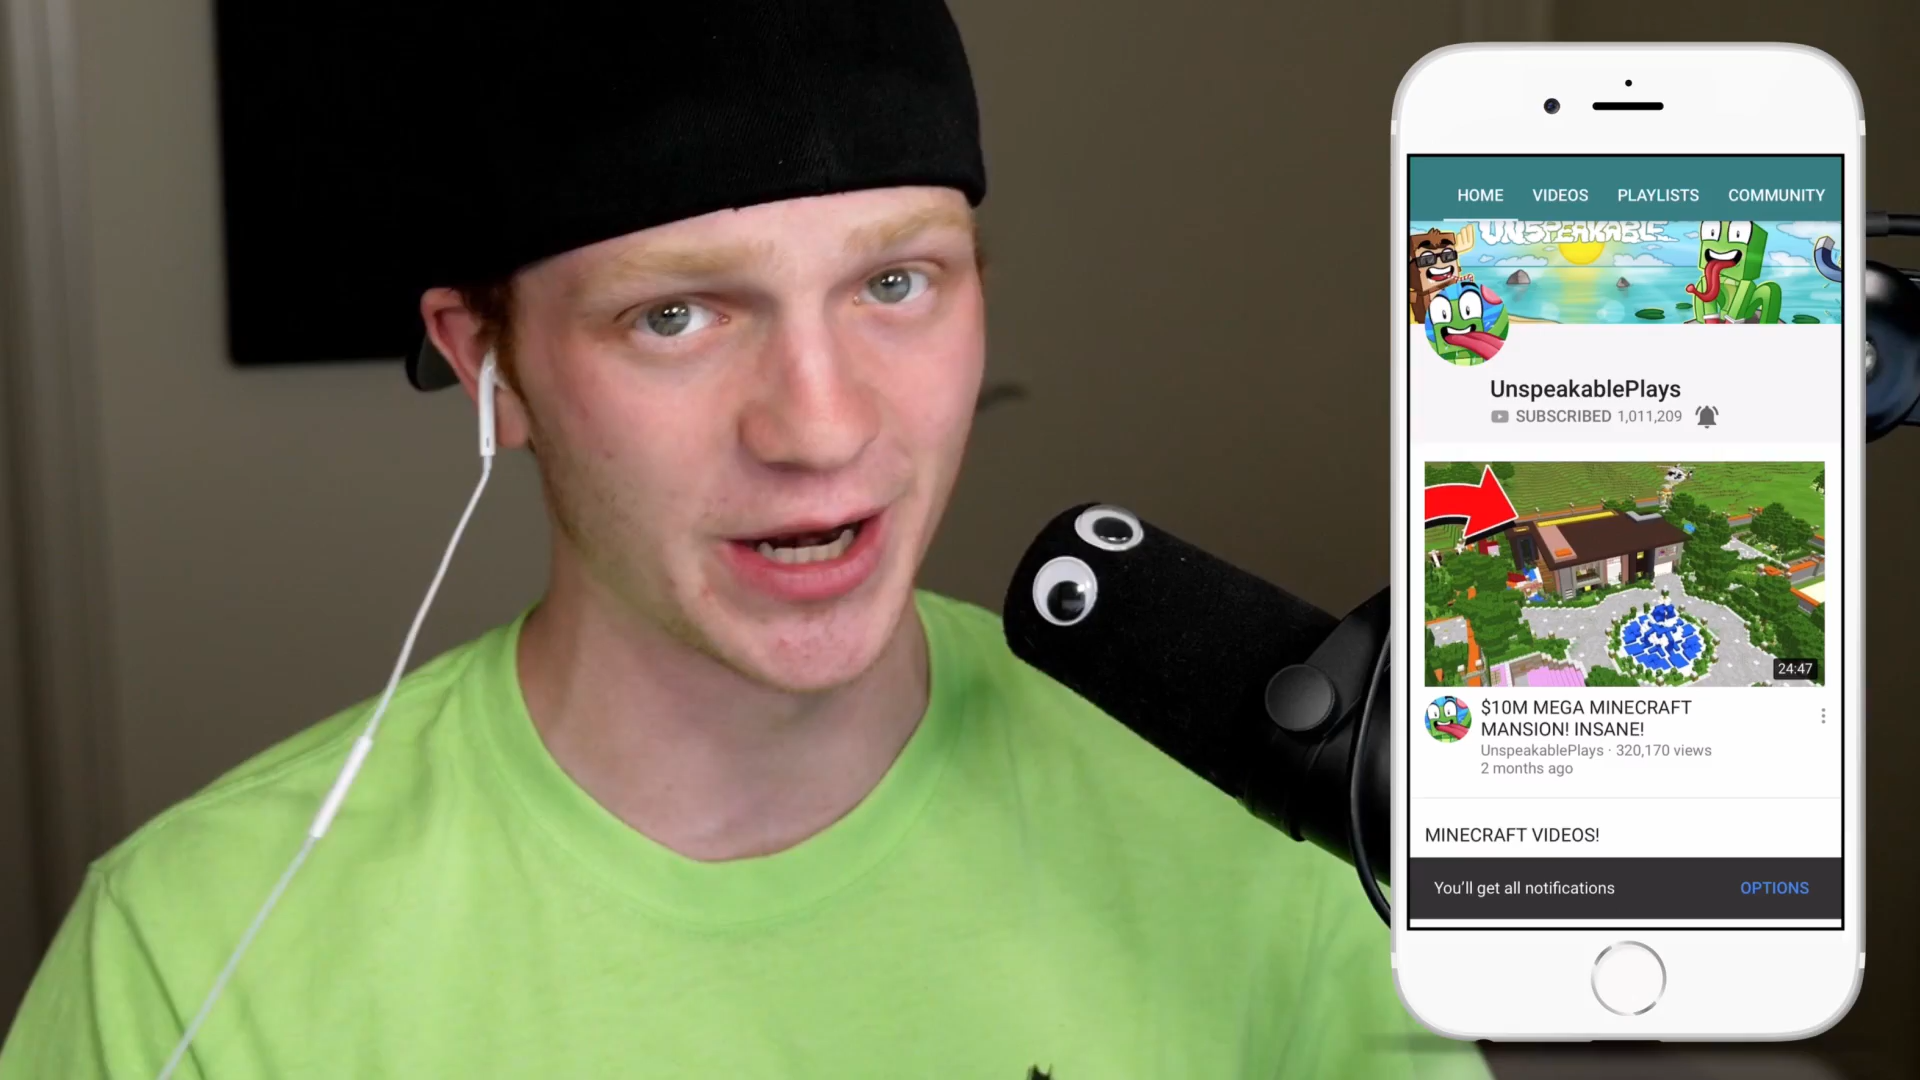 HOME VIDEOS PLAYLISTS COMMUNITY
UNSPEAKABLE
UnspeakablePlays
SUBSCRIBED 1,011,209
24:47
$10M MEGA MINECRAFT
MANSION! INSANE!
UnspeakablePlays · 320,170 views
2 months ago
MINECRAFT VIDEOS!
You'll get all notifications OPTIONS